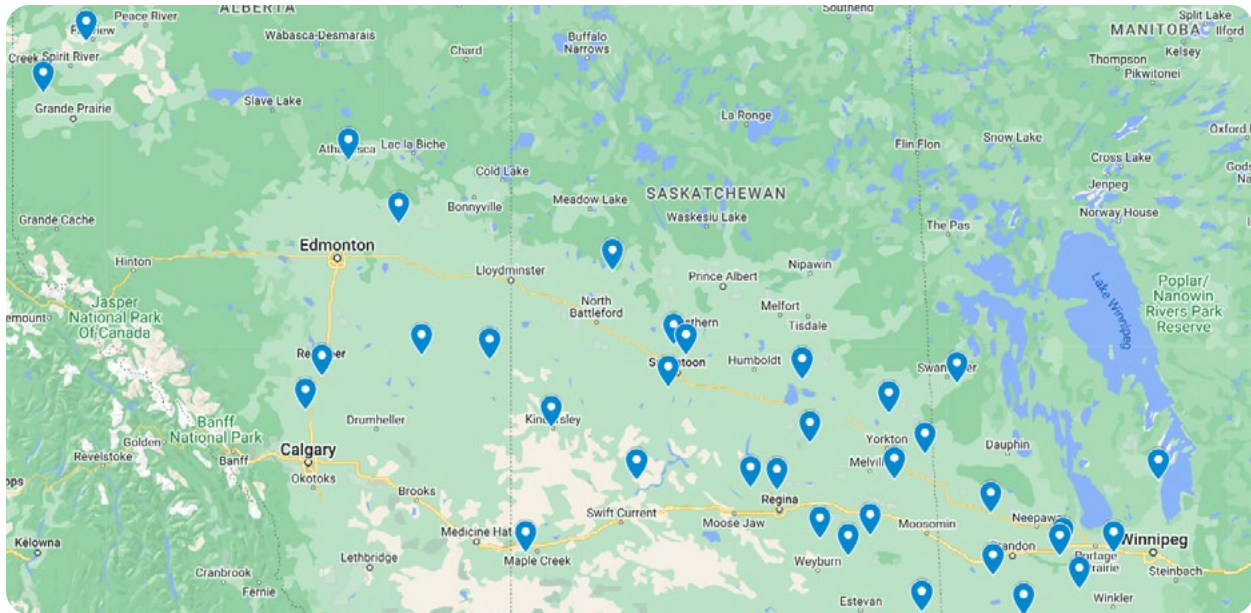 ALBERTA
Peace River
Southend
Split Lake
Ilford
MANITOBA
Wabasca-Desmarais
Buffalo
Narrows
Chard
Kelsey
Creek
Spirit River
Thompson
Pikwitonei
Grande Prairie
Slave Lake
La Ronge
Flin Flon
Snow Lake
Oxford
Lac la Biche
Cross Lake
Cold Lake
Jenpeg
Bonnyville
Meadow Lake
SASKATCHEWAN
Waskesiu Lake
Norway House
Grande Cache
The Pas
Edmonton
Hinton
Lloydminster
Prince Albert
Nipawin
Lake Winnipeg
Poplar/
Nanowin
Rivers Park
Reserve
Jasper
National Park
Of Canada
North
Battleford
Melfort
Tisdale
thern
Humboldt
Drumheller
Banff
National Park
Golden
Revelstoke
Banff
Calgary
Okotoks
Yorkton
Dauphin
Brooks
Regina
Swift Current
Moose Jaw
Moosomin
Medicine Hat
Kelowna
Lethbridge
Maple Creek
Weyburn
Portage
Winnipeg
Steinbach
Cranbrook
Fernie
Estevan
Winkler